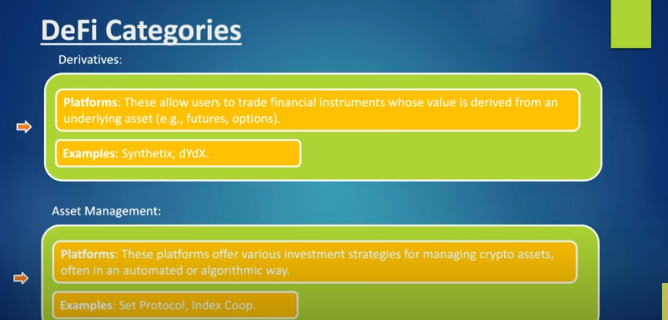 DeFi Categories
Derivatives:
Platforms: These allow users to trade financial instruments whose value is derived from an
underlying asset (e.g., futures, options).
Examples: Synthetix, dYdX.
Asset Management:
Platforms: These platforms offer various investment strategies for managing crypto assets,
often in an automated or algorithmic way.
Examples: Set Protocol, Index Coop.